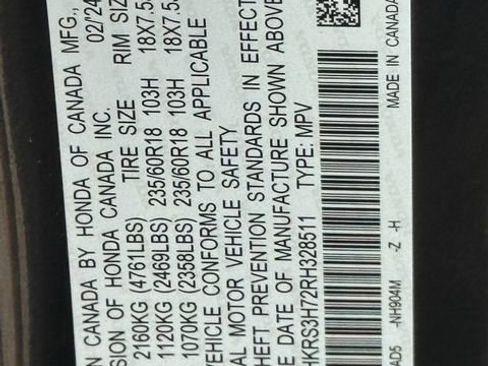 N CANADA BY HONDA OF CANADA MFG.,
SION OF HONDA CANADA INC. 02/'24
TIRE SIZE RIM SIZ
2160KG (4761LBS)
1120KG (2469LBS) 235/60R18 103H 18X7.5
1070KG (2358LBS) 235/60R18 103H 18X7.5
VEHICLE CONFORMS TO ALL APPLICABLE
AL MOTOR VEHICLE SAFETY
HEFT PREVENTION STANDARDS IN EFFECT
E DATE OF MANUFACTURE SHOWN ABOVE
HKRS3H72RH328511 TYPE: MPV
AD5 -NH904M -Z -H MADE IN CANADA